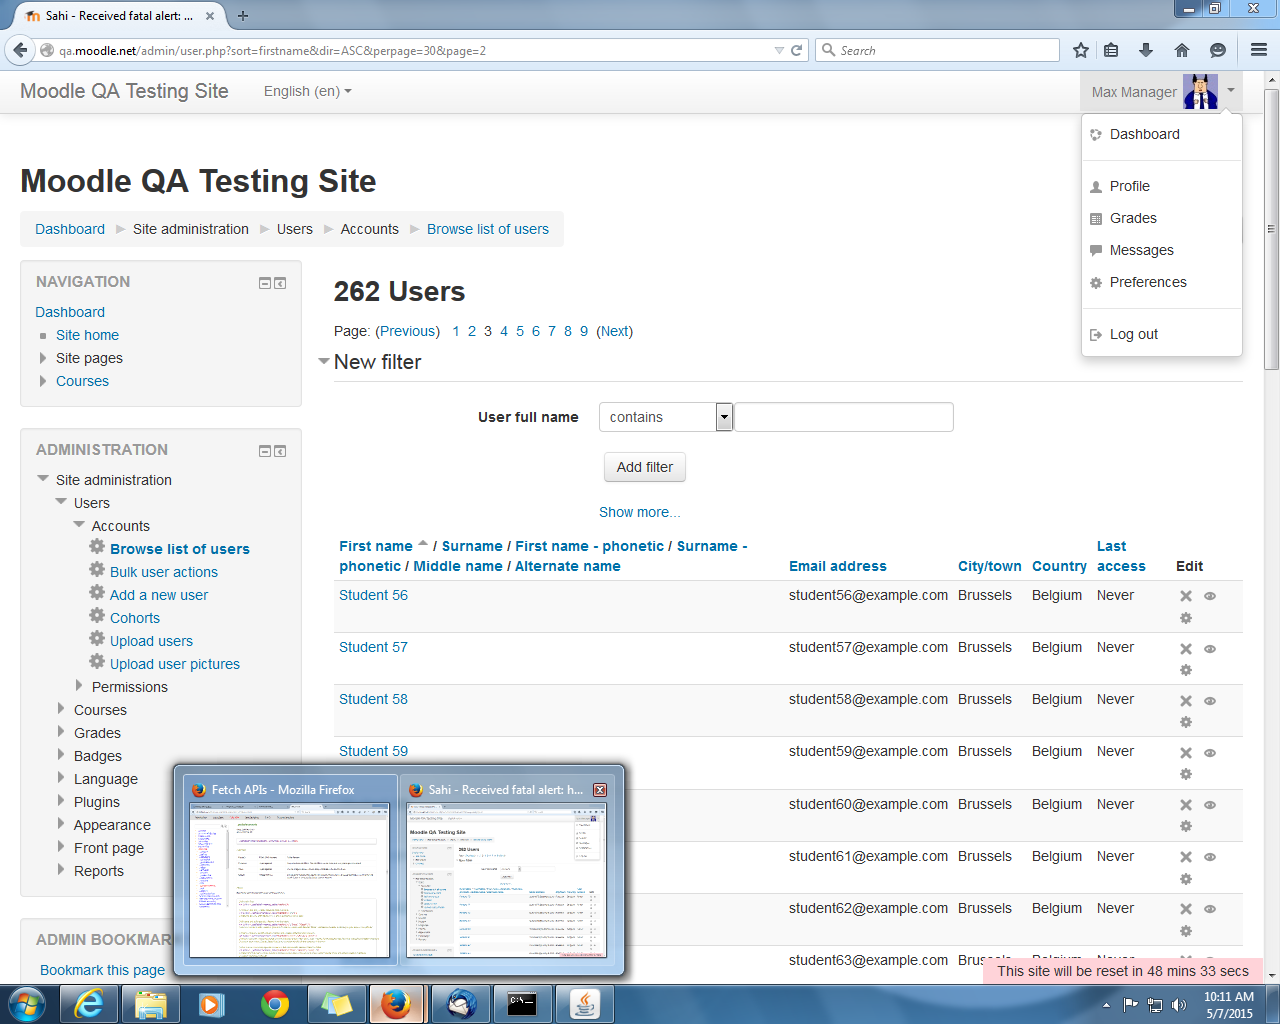 Sahi - Received fatal alert: ...
qa.moodle.net/admin/user.php?sort=firstname&dir=ASC&perpage=30&page=2
Search
Moodle QA Testing Site
English (en)
Max Manager
Dashboard
Profile
Grades
Messages
Preferences
Log out
Moodle QA Testing Site
Dashboard Site administration Users Accounts Browse list of users
NAVIGATION
Dashboard
Site home
Site pages
Courses
ADMINISTRATION
Site administration
Users
Accounts
Browse list of users
Bulk user actions
Add a new user
Cohorts
Upload users
Upload user pictures
Permissions
Courses
Grades
Badges
Language
Plugins
Appearance
Front page
Reports
ADMIN BOOKMAR
Bookmark this page
262 Users
Page: (Previous) 1 2 3 4 5 6 7 8 9 (Next)
New filter
User full name contains
Add filter
Show more...
First name / Surname / First name - phonetic / Surname -
phonetic / Middle name / Alternate name Email address City/town Country Last access Edit
Student 56 student56@example.com Brussels Belgium Never
Student 57 student57@example.com Brussels Belgium Never
Student 58 student58@example.com Brussels Belgium Never
Student 59 student59@example.com Brussels Belgium Never
student60@example.com Brussels Belgium Never
student61@example.com Brussels Belgium Never
student62@example.com Brussels Belgium Never
student63@example.com
This site will be reset in 48 mins 33 secs
Fetch APIs - Mozilla Firefox
Sahi - Received fatal alert: h...
Moodle QA Testing Site
262 Users
10:11 AM
5/7/2015